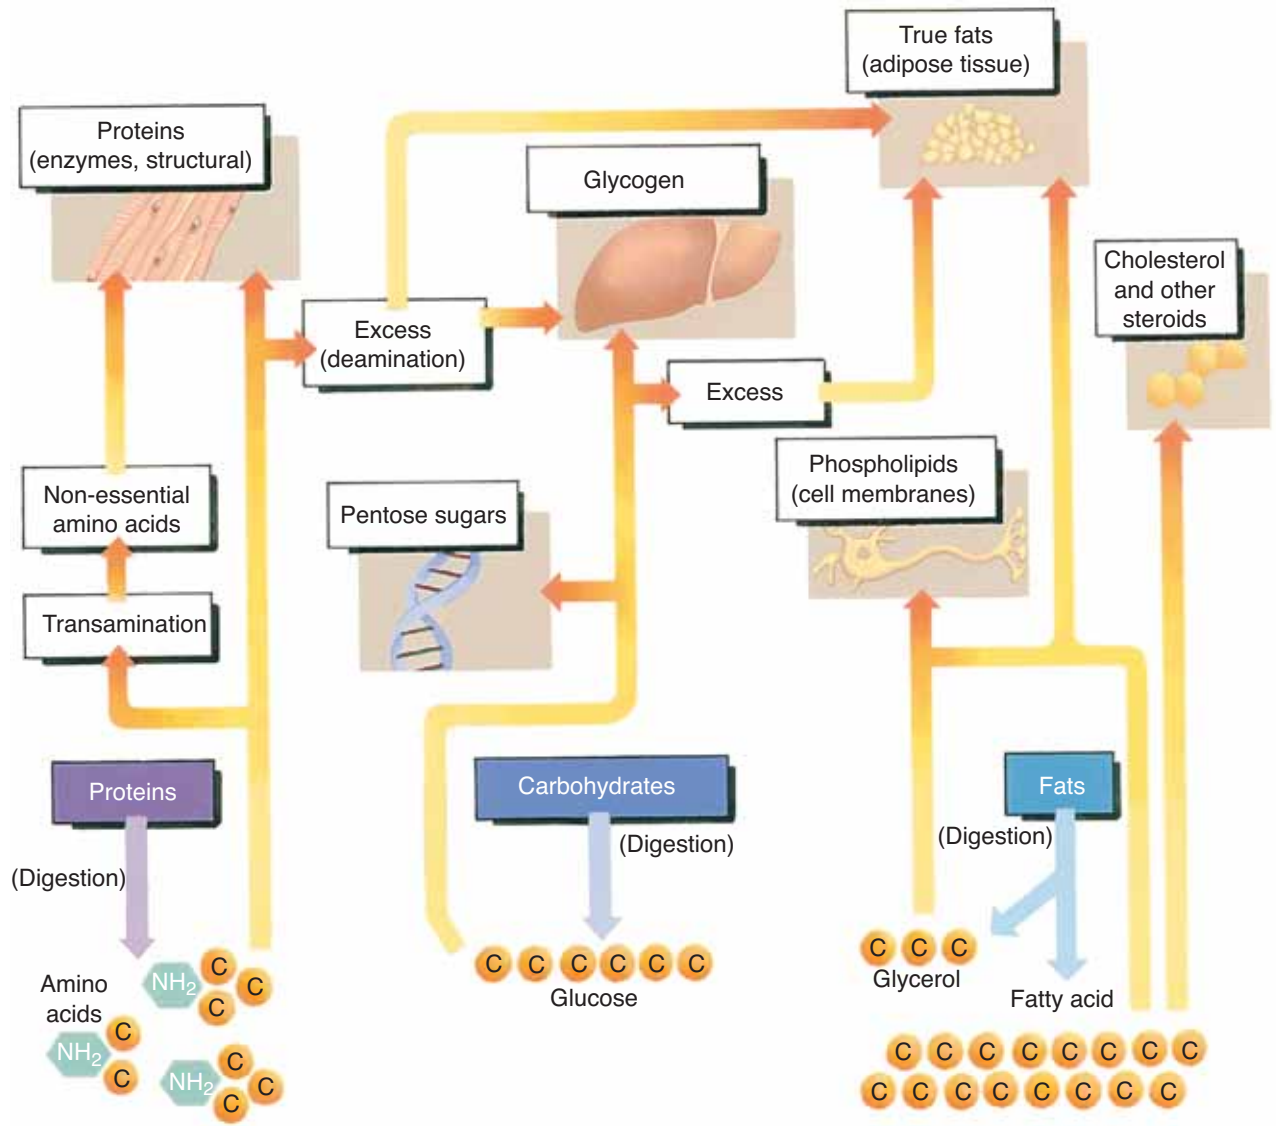 True fats
(adipose tissue)
Proteins
(enzymes, structural)
Glycogen
Cholesterol
and other
steroids
Excess
(deamination)
Excess
Phospholipids
(cell membranes)
Non-essential
amino acids
Pentose sugars
Transamination
Proteins
Carbohydrates
Fats
(Digestion)
(Digestion)
(Digestion)
Amino
acids
NH2 C C C
NH2 C C
NH2 C C C
C C C C C C
Glucose
C C C
Glycerol
Fatty acid
C C C C C C C C
C C C C C C C C